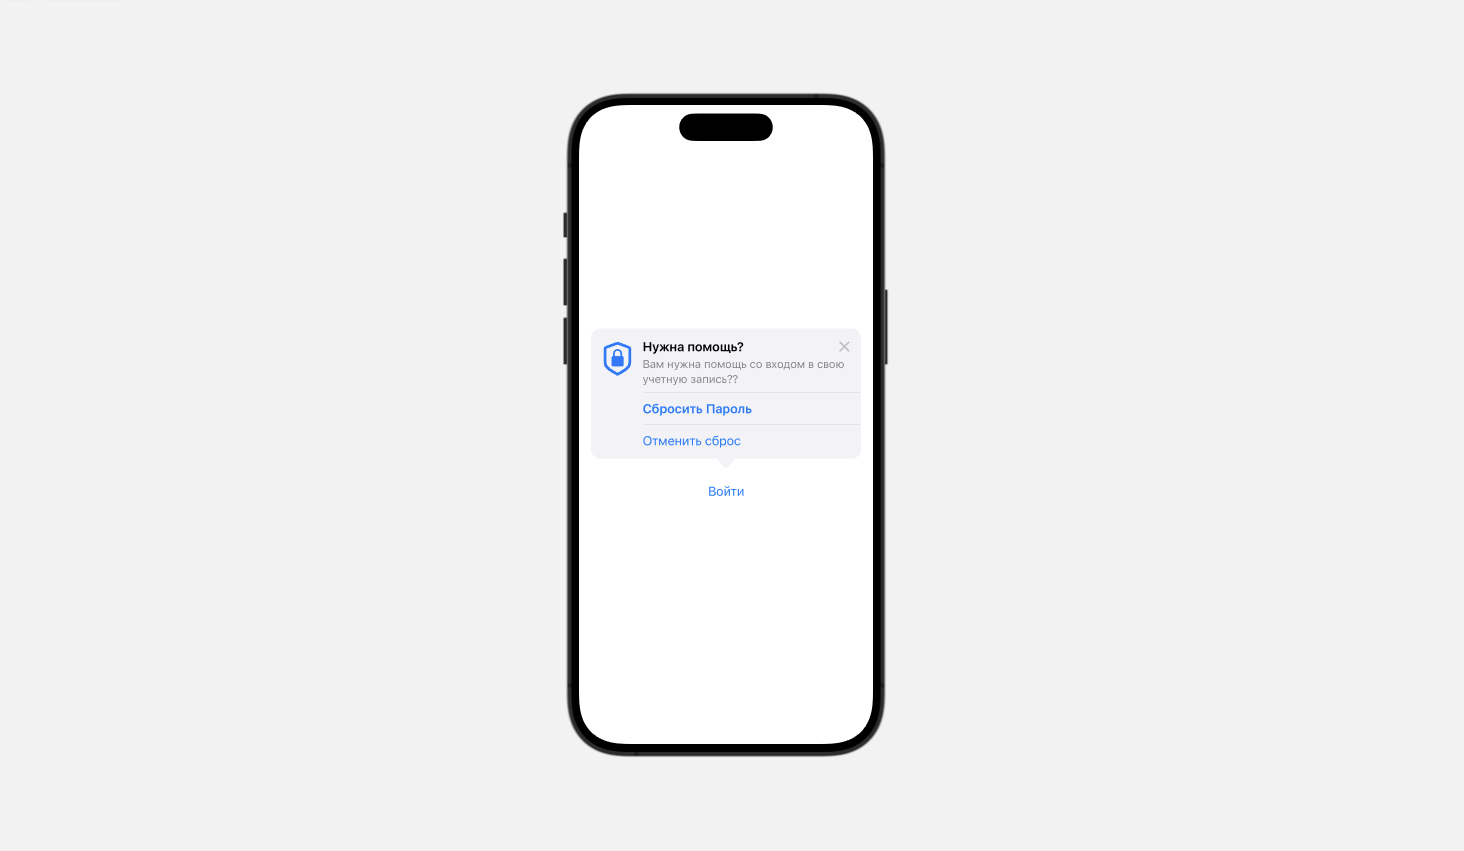 Нужна помощь?
Вам нужна помощь со входом в свою
учетную запись??
Сбросить Пароль
Отменить сброс
Войти